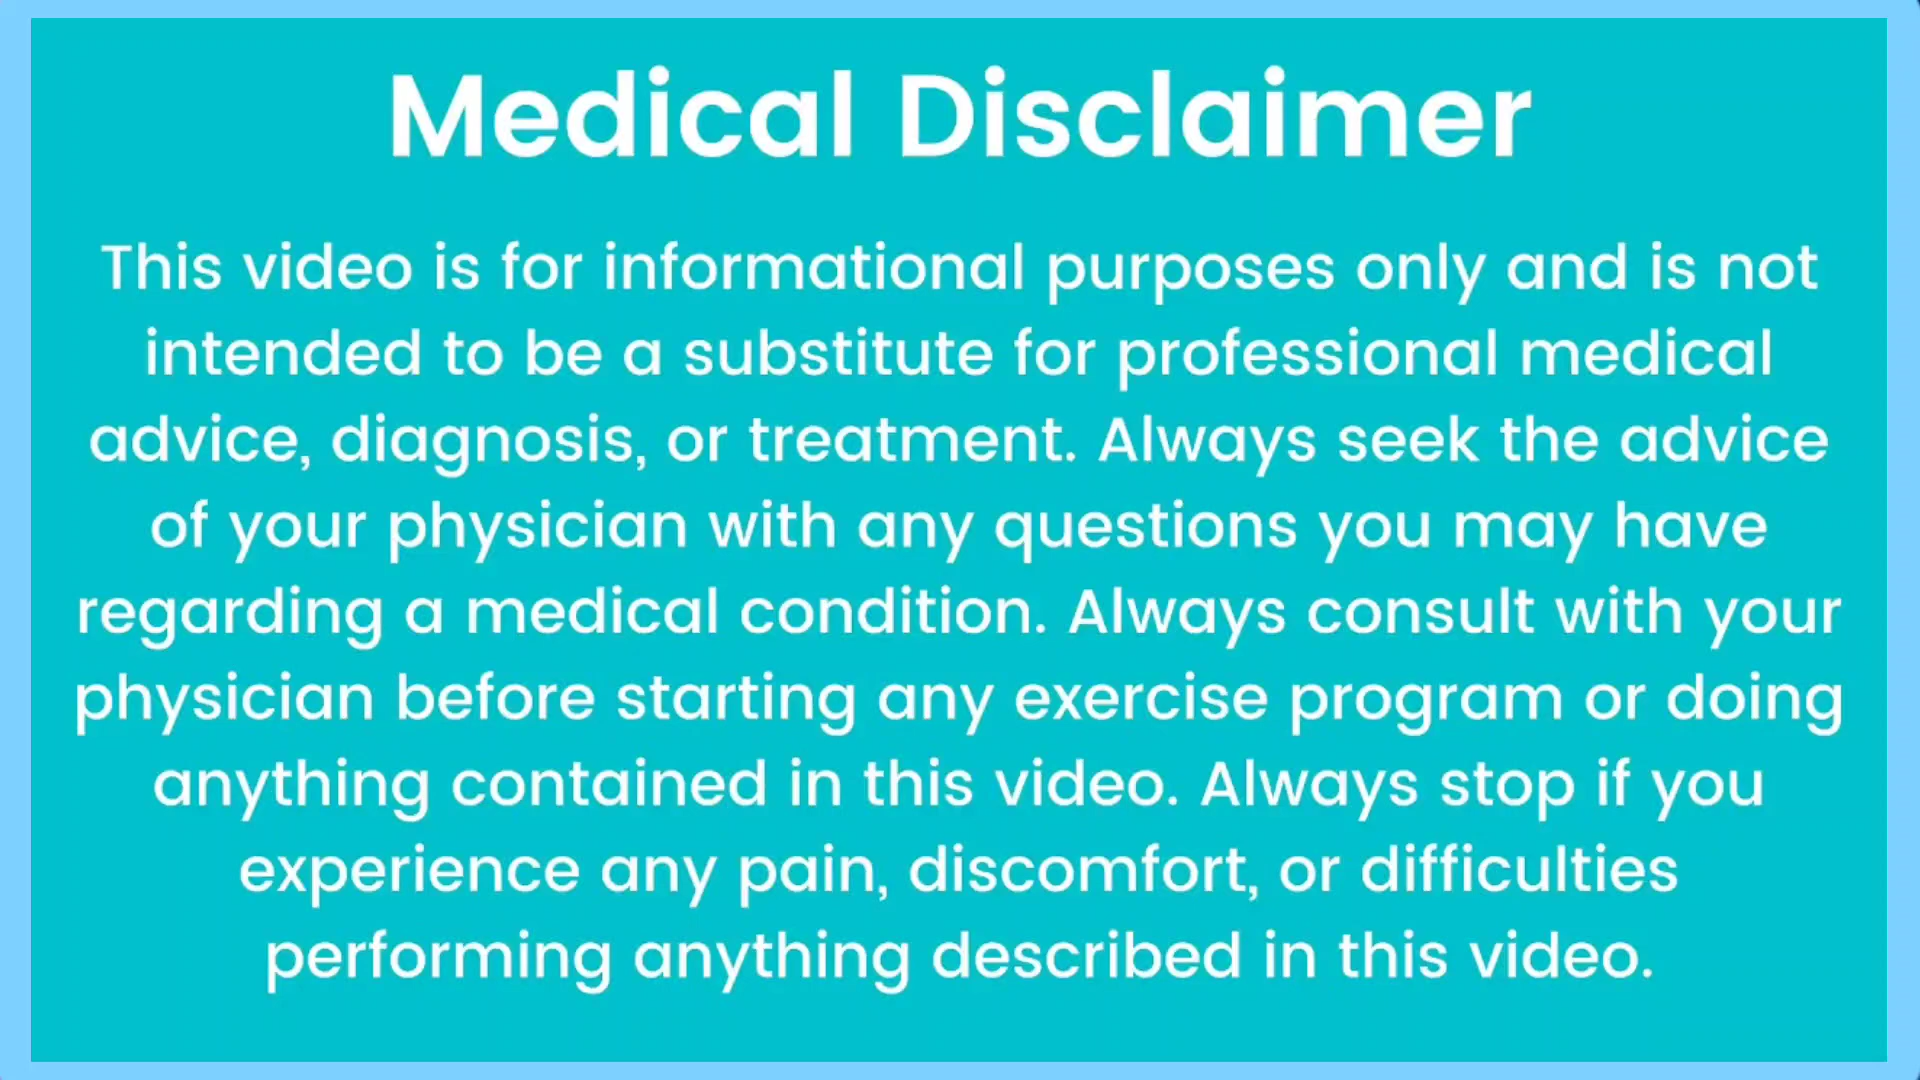 Medical Disclaimer
This video is for informational purposes only and is not
intended to be a substitute for professional medical
advice, diagnosis, or treatment. Always seek the advice
of your physician with any questions you may have
regarding a medical condition. Always consult with your
physician before starting any exercise program or doing
anything contained in this video. Always stop if you
experience any pain, discomfort, or difficulties
performing anything described in this video.